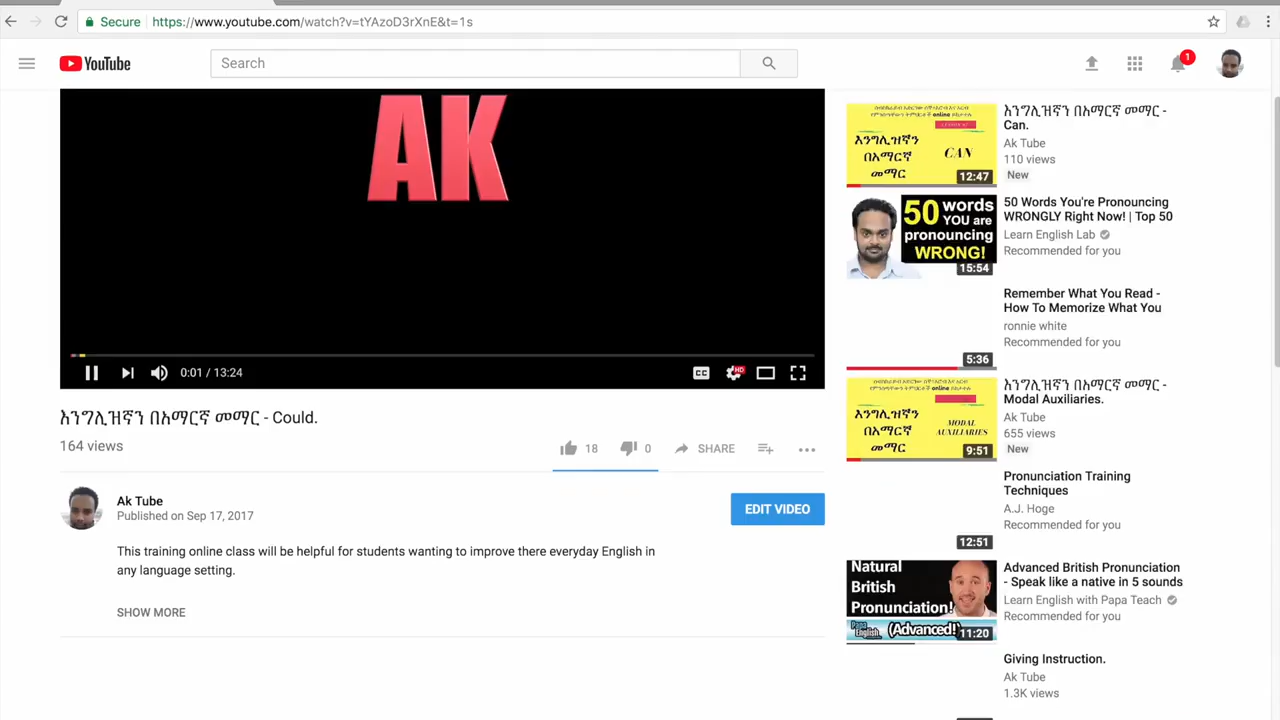 Secure
https://www.youtube.com/watch?v=tYAzoD3rXnE&t=1s
YouTube
Search
1
AK
0:01 / 13:24
CC
HD
እንግሊዝኛን በአማርኛ መማር - Could.
164 views
18
0
SHARE
Ak Tube
Published on Sep 17, 2017
EDIT VIDEO
This training online class will be helpful for students wanting to improve there everyday English in
any language setting.
SHOW MORE
እንግሊዝኛን
በአማርኛ
መማር
CAN
12:47
እንግሊዝኛን በአማርኛ መማር -
Can.
Ak Tube
110 views
New
50 words
YOU are
pronouncing
WRONG!
15:54
50 Words You're Pronouncing
WRONGLY Right Now! | Top 50
Learn English Lab
Recommended for you
5:36
Remember What You Read -
How To Memorize What You
ronnie white
Recommended for you
እንግሊዝኛን
በአማርኛ
መማር
MODAL
AUXILIARIES
9:51
እንግሊዝኛን በአማርኛ መማር -
Modal Auxiliaries.
Ak Tube
655 views
New
12:51
Pronunciation Training
Techniques
A.J. Hoge
Recommended for you
Natural
British
Pronunciation!
Papa
English
(Advanced!)
11:20
Advanced British Pronunciation
- Speak like a native in 5 sounds
Learn English with Papa Teach
Recommended for you
Giving Instruction.
Ak Tube
1.3K views